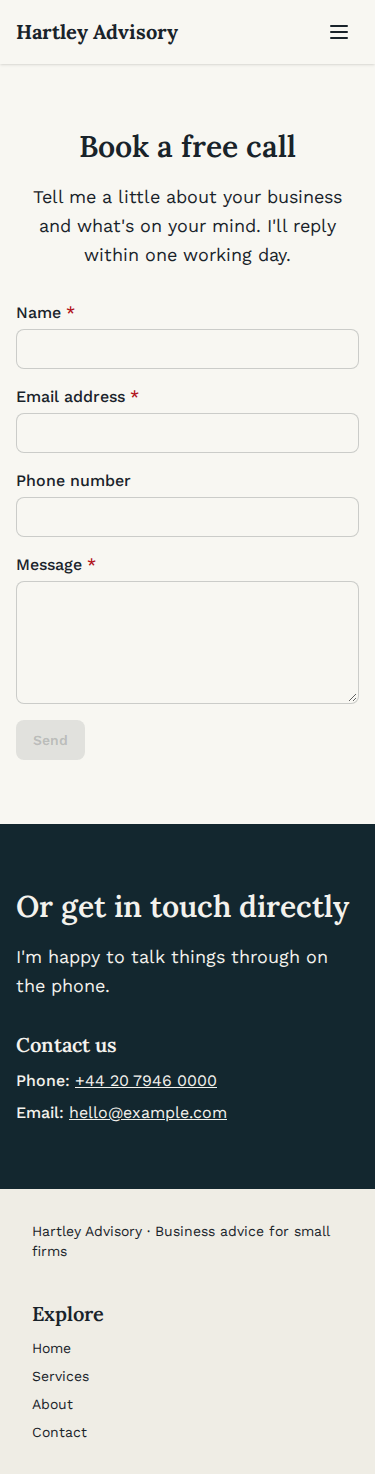 Hartley Advisory
Book a free call
Tell me a little about your business
and what's on your mind. I'll reply
within one working day.
Name *
Email address *
Phone number
Message *
Send
Or get in touch directly
I'm happy to talk things through on
the phone.
Contact us
Phone: +44 20 7946 0000
Email: hello@example.com
Hartley Advisory · Business advice for small
firms
Explore
Home
Services
About
Contact